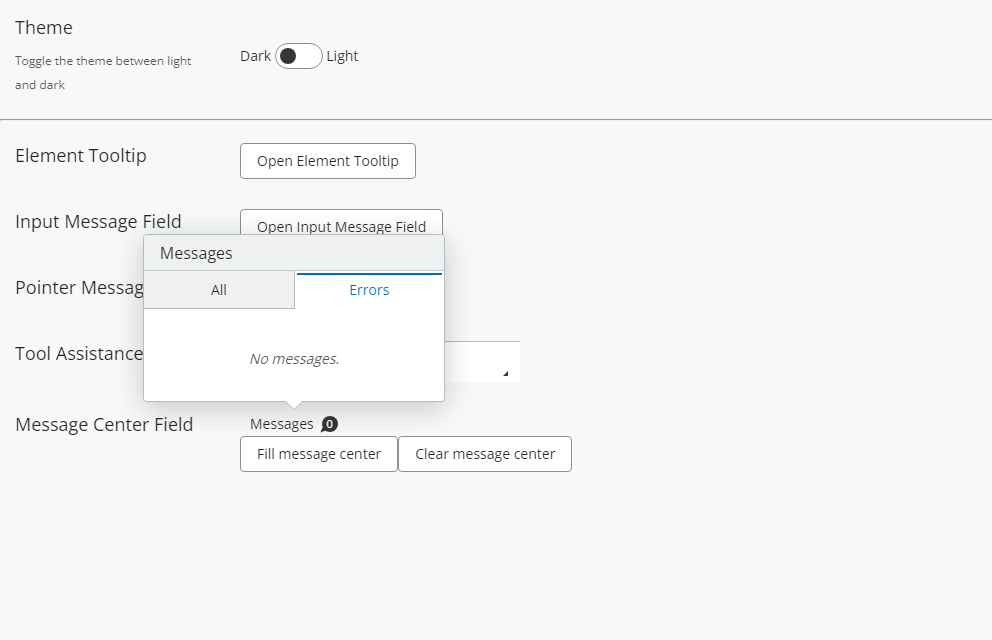 Theme
Toggle the theme between light
and dark
Dark Light
Element Tooltip
Open Element Tooltip
Input Message Field
Open Input Message Field
Messages
All
Errors
Pointer Messag
No messages.
Tool Assistance
Message Center Field
Messages 0
Fill message center
Clear message center